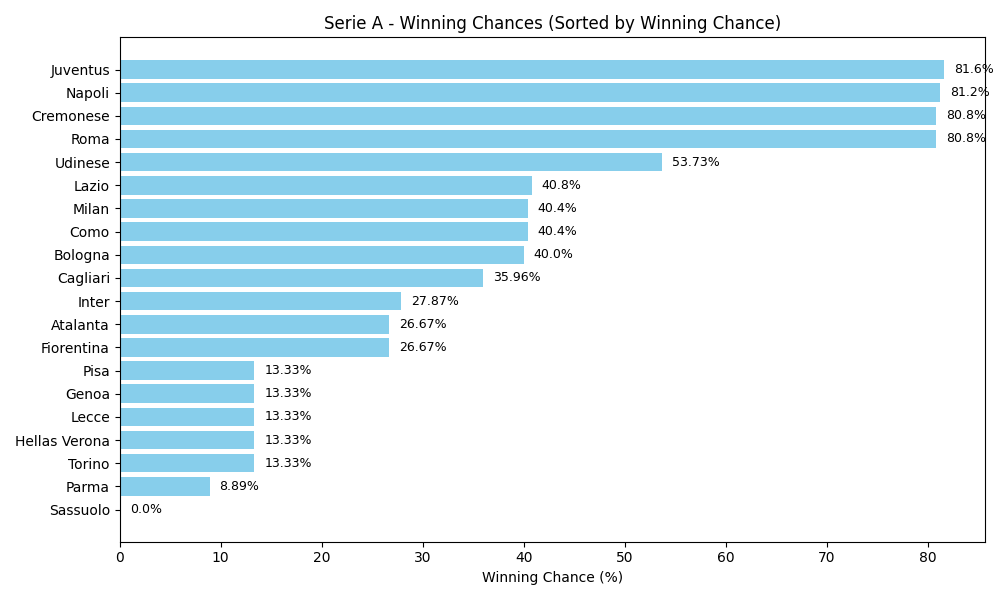 Serie A - Winning Chances (Sorted by Winning Chance)
Juventus 81.6%
Napoli 81.2%
Cremonese 80.8%
Roma 80.8%
Udinese 53.73%
Lazio 40.8%
Milan 40.4%
Como 40.4%
Bologna 40.0%
Cagliari 35.96%
Inter 27.87%
Atalanta 26.67%
Fiorentina 26.67%
Pisa 13.33%
Genoa 13.33%
Lecce 13.33%
Hellas Verona 13.33%
Torino 13.33%
Parma 8.89%
Sassuolo 0.0%
0 10 20 30 40 50 60 70 80
Winning Chance (%)